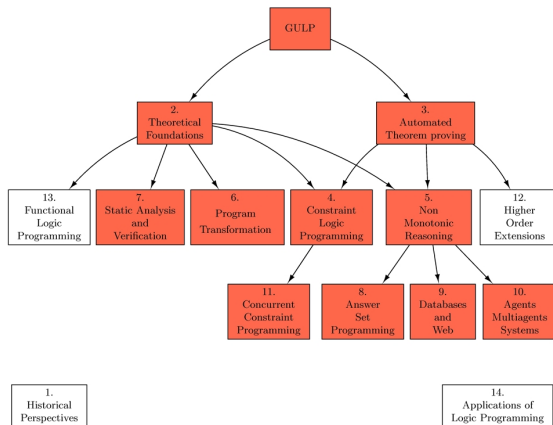 GULP
2.
Theoretical
Foundations
3.
Automated
Theorem proving
13.
Functional
Logic
Programming
7.
Static Analysis
and
Verification
6.
Program
Transformation
4.
Constraint
Logic
Programming
5.
Non
Monotonic
Reasoning
12.
Higher
Order
Extensions
11.
Concurrent
Constraint
Programming
8.
Answer
Set
Programming
9.
Databases
and
Web
10.
Agents
Multiagents
Systems
1.
Historical
Perspectives
14.
Applications of
Logic Programming